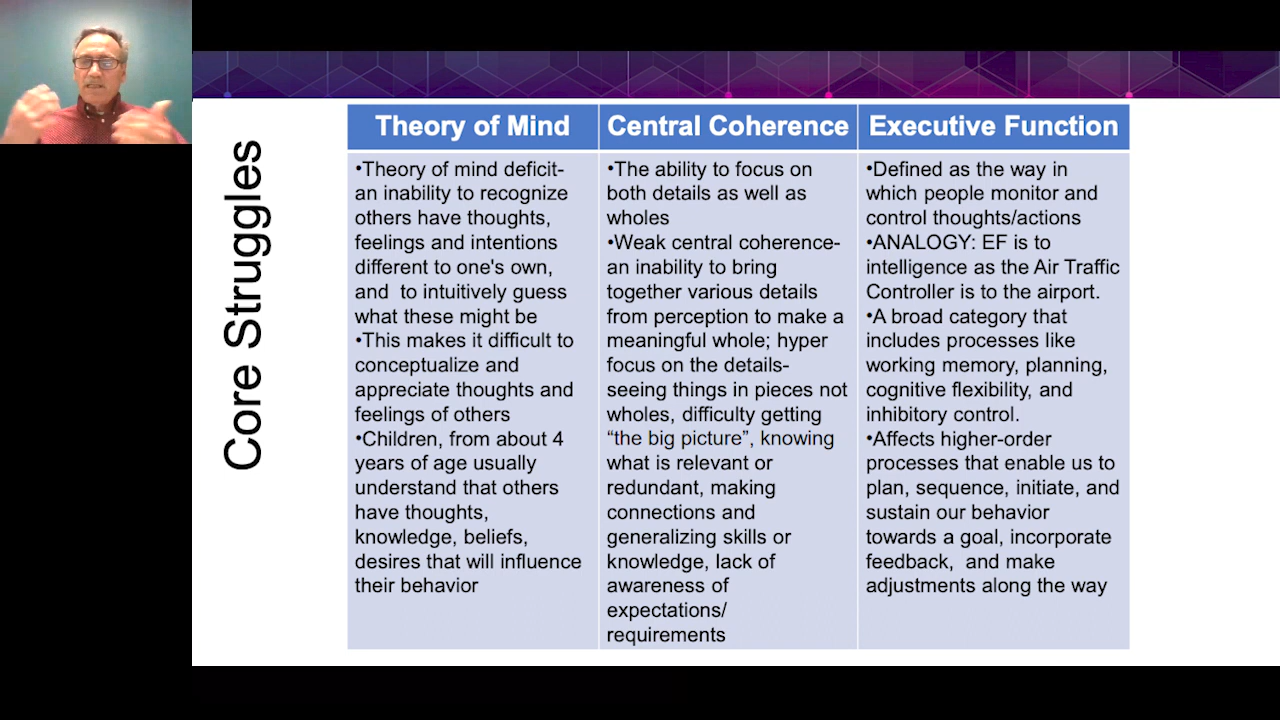 Core Struggles
Theory of Mind
•Theory of mind deficit-
an inability to recognize
others have thoughts,
feelings and intentions
different to one's own,
and  to intuitively guess
what these might be
•This makes it difficult to
conceptualize and
appreciate thoughts and
feelings of others
•Children, from about 4
years of age usually
understand that others
have thoughts,
knowledge, beliefs,
desires that will influence
their behavior
Central Coherence
•The ability to focus on
both details as well as
wholes
•Weak central coherence-
an inability to bring
together various details
from perception to make a
meaningful whole; hyper
focus on the details-
seeing things in pieces not
wholes, difficulty getting
“the big picture”, knowing
what is relevant or
redundant, making
connections and
generalizing skills or
knowledge, lack of
awareness of
expectations/
requirements
Executive Function
•Defined as the way in
which people monitor and
control thoughts/actions
•ANALOGY: EF is to
intelligence as the Air Traffic
Controller is to the airport.
•A broad category that
includes processes like
working memory, planning,
cognitive flexibility, and
inhibitory control.
•Affects higher-order
processes that enable us to
plan, sequence, initiate, and
sustain our behavior
towards a goal, incorporate
feedback,  and make
adjustments along the way